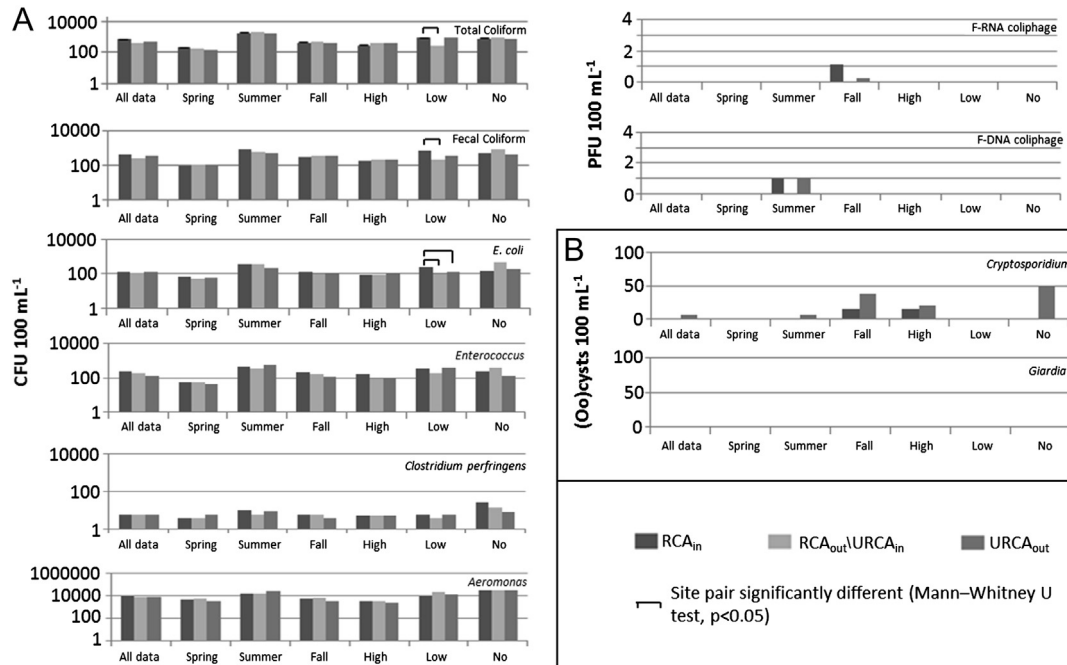 A
CFU 100 mL⁻¹
10000
100
1
Total Coliform
All data Spring Summer Fall High Low No
10000
100
1
Fecal Coliform
All data Spring Summer Fall High Low No
10000
100
1
E. coli
All data Spring Summer Fall High Low No
10000
100
1
Enterococcus
All data Spring Summer Fall High Low No
10000
100
1
Clostridium perfringens
All data Spring Summer Fall High Low No
1000000
10000
100
1
Aeromonas
All data Spring Summer Fall High Low No
PFU 100 mL⁻¹
4
2
0
F-RNA coliphage
All data Spring Summer Fall High Low No
4
2
0
F-DNA coliphage
All data Spring Summer Fall High Low No
B
(Oo)cysts 100 mL⁻¹
100
50
0
Cryptosporidium
All data Spring Summer Fall High Low No
100
50
0
Giardia
All data Spring Summer Fall High Low No
RCAin RCAout\URCAin URCAout
Site pair significantly different (Mann–Whitney U
test, p<0.05)